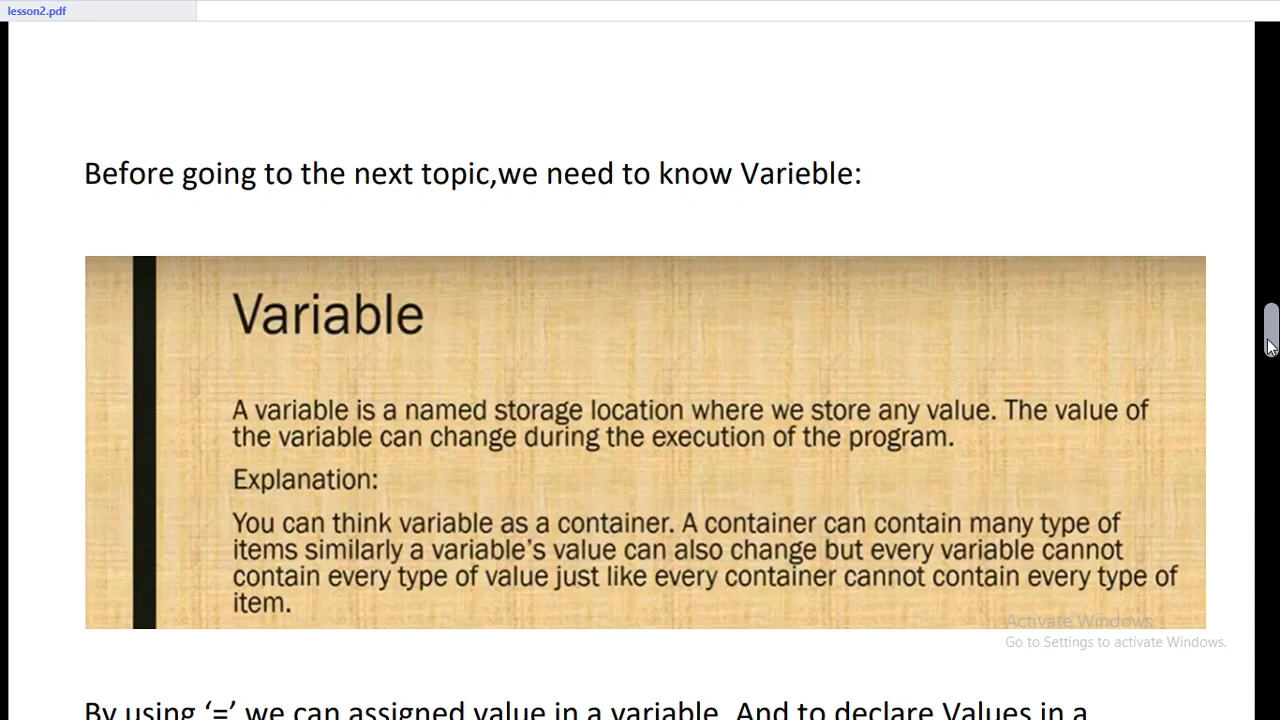 lesson2.pdf
Before going to the next topic,we need to know Varieble:
Variable
A variable is a named storage location where we store any value. The value of
the variable can change during the execution of the program.
Explanation:
You can think variable as a container. A container can contain many type of
items similarly a variable's value can also change but every variable cannot
contain every type of value just like every container cannot contain every type of
item.
Activate Windows
Go to Settings to activate Windows.
By using ‘=’ we can assigned value in a variable. And to declare Values in a